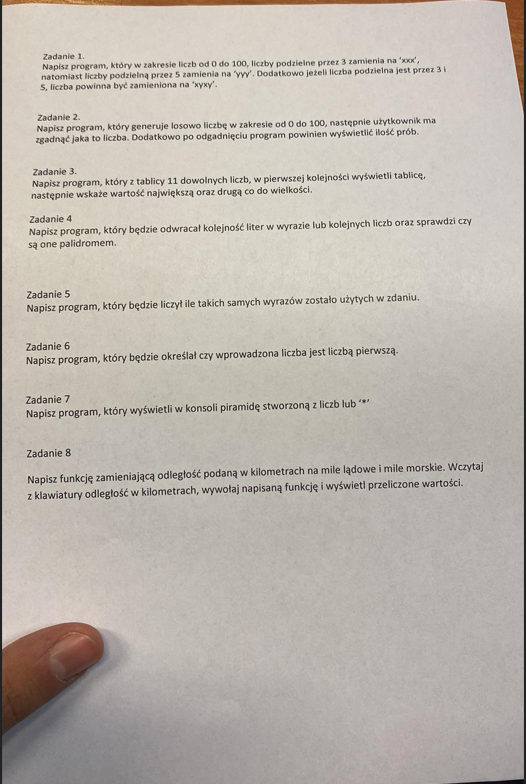 Zadanie 1.
Napisz program, który w zakresie liczb od 0 do 100, liczby podzielne przez 3 zamienia na 'xxx',
natomiast liczby podzielną przez 5 zamienia na 'yyy'. Dodatkowo jeżeli liczba podzielna jest przez 3 i
5, liczba powinna być zamieniona na 'xyxy'.
Zadanie 2.
Napisz program, który generuje losowo liczbę w zakresie od 0 do 100, następnie użytkownik ma
zgadnąć jaka to liczba. Dodatkowo po odgadnięciu program powinien wyświetlić ilość prób.
Zadanie 3.
Napisz program, który z tablicy 11 dowolnych liczb, w pierwszej kolejności wyświetli tablicę,
następnie wskaże wartość największą oraz drugą co do wielkości.
Zadanie 4
Napisz program, który będzie odwracał kolejność liter w wyrazie lub kolejnych liczb oraz sprawdzi czy
są one palidromem.
Zadanie 5
Napisz program, który będzie liczył ile takich samych wyrazów zostało użytych w zdaniu.
Zadanie 6
Napisz program, który będzie określał czy wprowadzona liczba jest liczbą pierwszą.
Zadanie 7
Napisz program, który wyświetli w konsoli piramidę stworzoną z liczb lub '*'
Zadanie 8
Napisz funkcję zamieniającą odległość podaną w kilometrach na mile lądowe i mile morskie. Wczytaj
z klawiatury odległość w kilometrach, wywołaj napisaną funkcję i wyświetl przeliczone wartości.